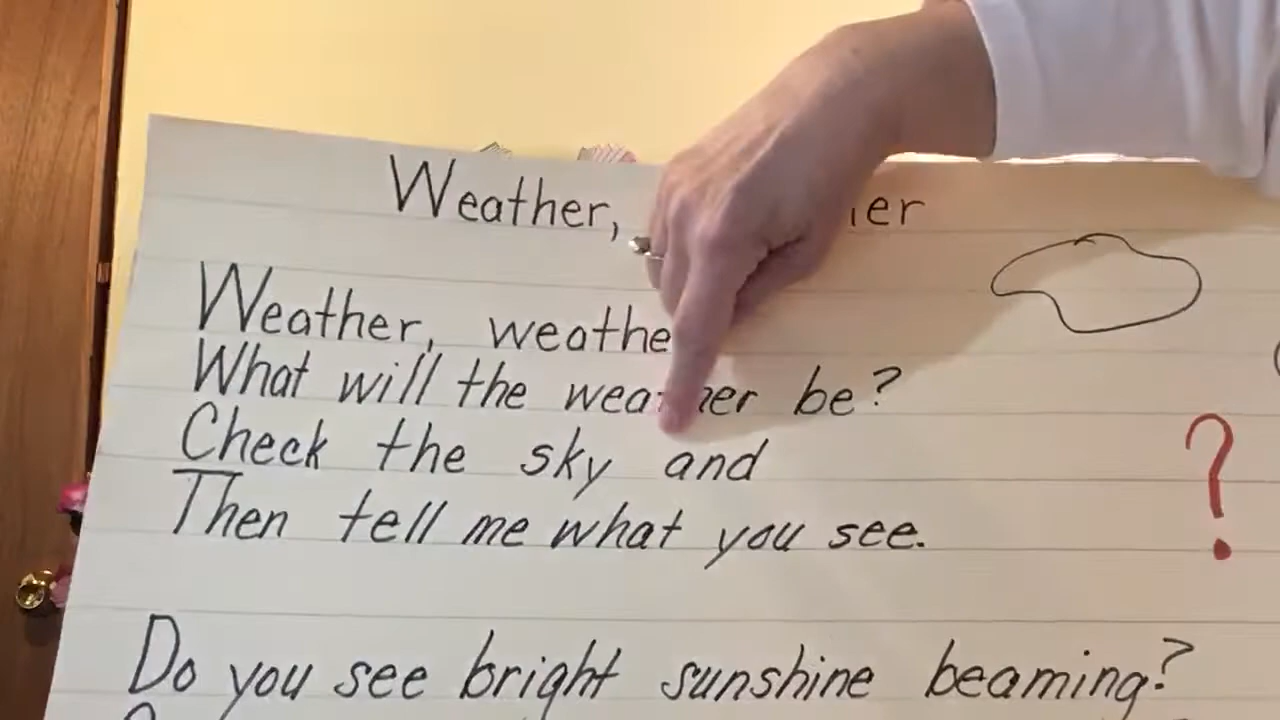 Weather, er
Weather, weathe
What will the weather be?
Check the sky and
Then tell me what you see.
Do you see bright sunshine beaming?
?